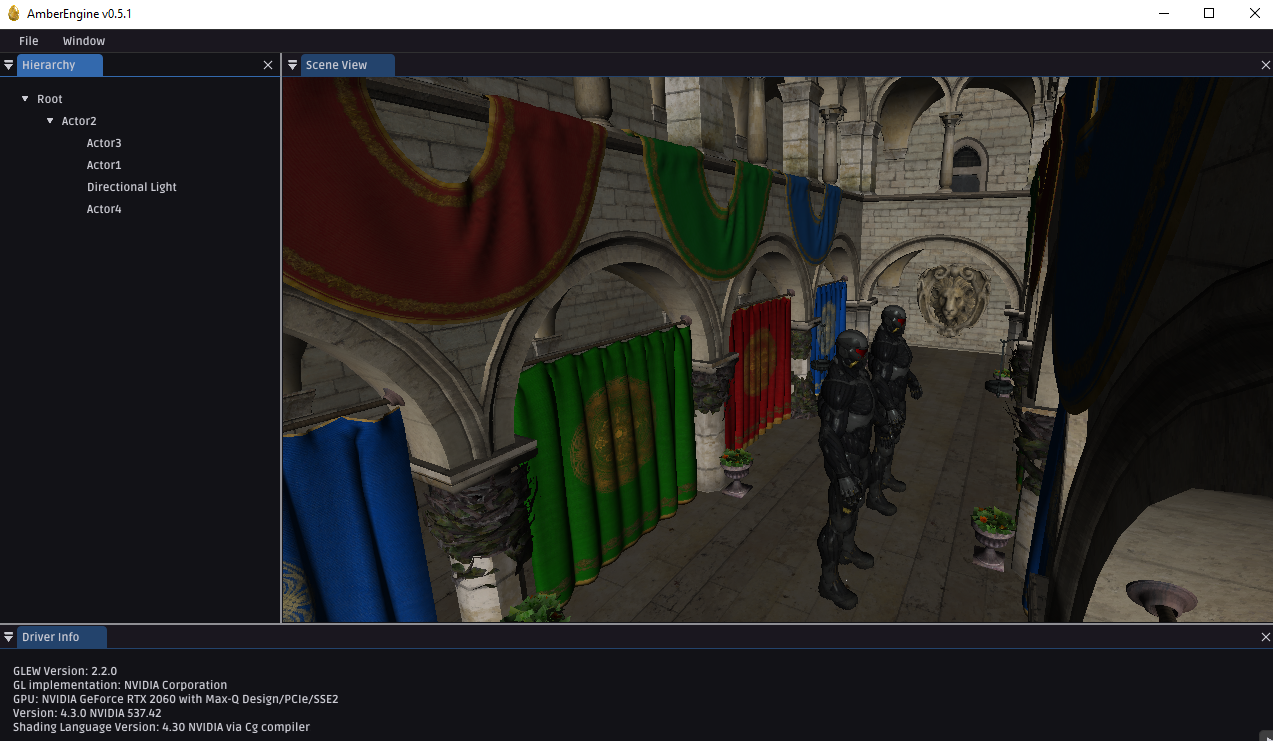 AmberEngine v0.5.1
File Window
Hierarchy
Scene View
Root
Actor2
Actor3
Actor1
Directional Light
Actor4
Driver Info
GLEW Version: 2.2.0
GL implementation: NVIDIA Corporation
GPU: NVIDIA GeForce RTX 2060 with Max-Q Design/PCIe/SSE2
Version: 4.3.0 NVIDIA 537.42
Shading Language Version: 4.30 NVIDIA via Cg compiler